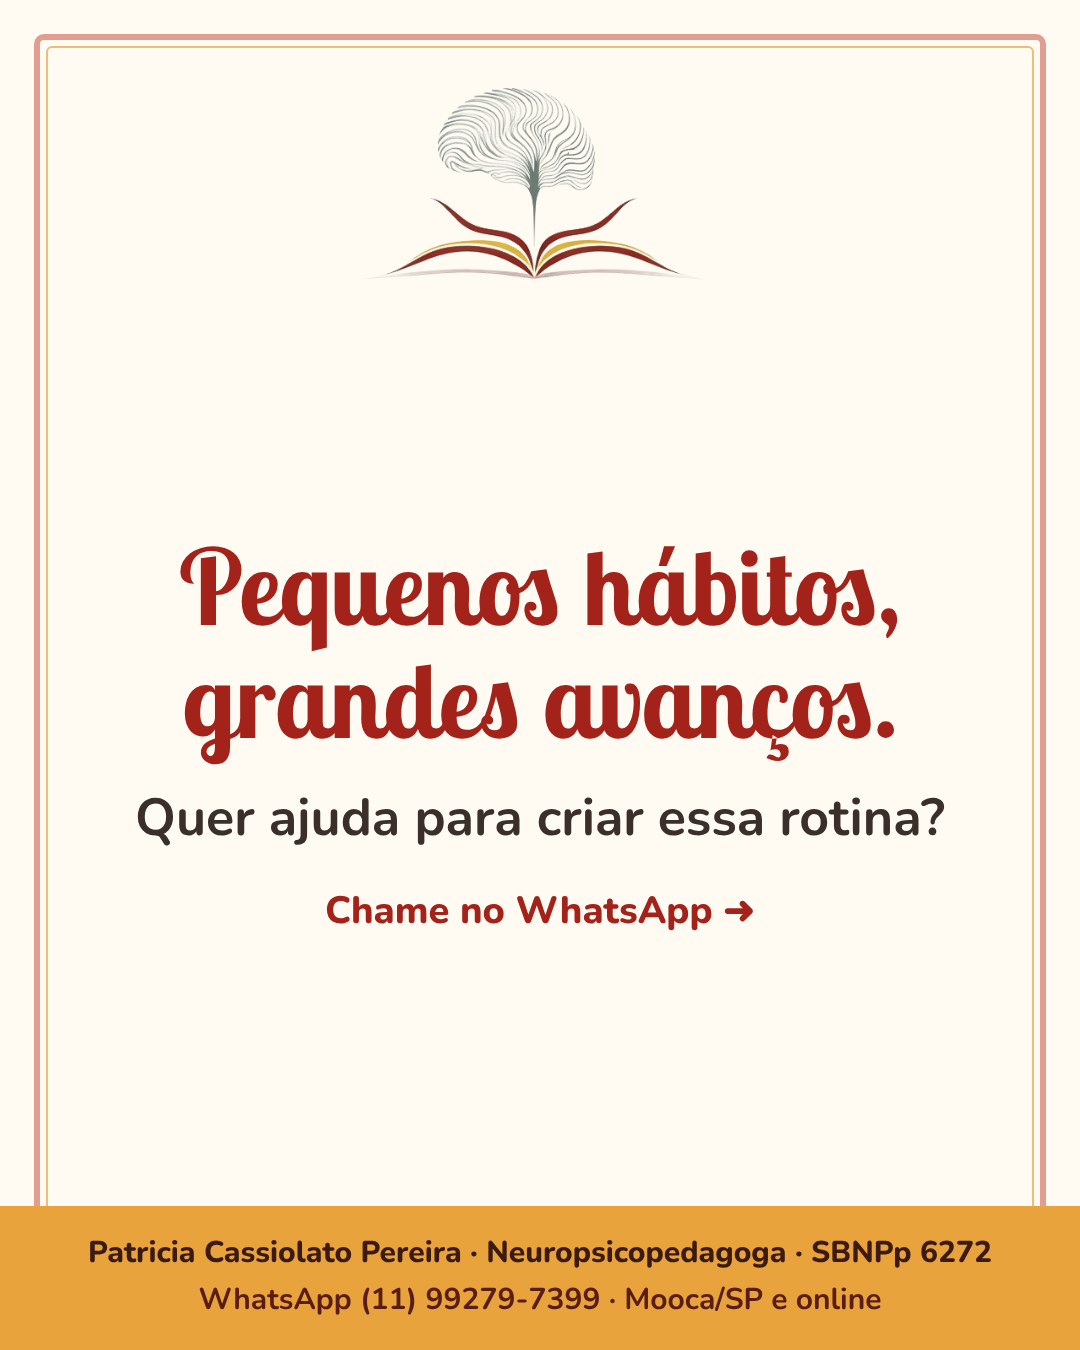 Pequenos hábitos,
grandes avanços.
Quer ajuda para criar essa rotina?
Chame no WhatsApp ➜
Patricia Cassiolato Pereira · Neuropsicopedagoga · SBNPp 6272
WhatsApp (11) 99279-7399 · Mooca/SP e online